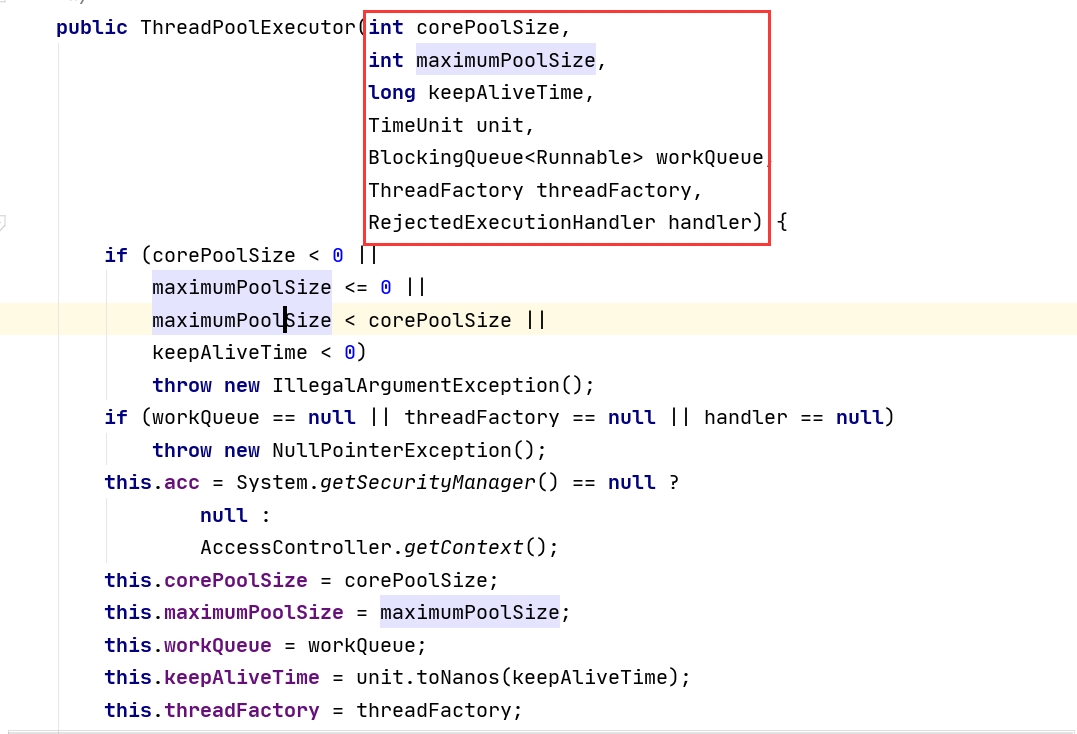 public ThreadPoolExecutor(int corePoolSize,
int maximumPoolSize,
long keepAliveTime,
TimeUnit unit,
BlockingQueue<Runnable> workQueue,
ThreadFactory threadFactory,
RejectedExecutionHandler handler) {
if (corePoolSize < 0 ||
maximumPoolSize <= 0 ||
maximumPoolSize < corePoolSize ||
keepAliveTime < 0)
throw new IllegalArgumentException();
if (workQueue == null || threadFactory == null || handler == null)
throw new NullPointerException();
this.acc = System.getSecurityManager() == null ?
null :
AccessController.getContext();
this.corePoolSize = corePoolSize;
this.maximumPoolSize = maximumPoolSize;
this.workQueue = workQueue;
this.keepAliveTime = unit.toNanos(keepAliveTime);
this.threadFactory = threadFactory;